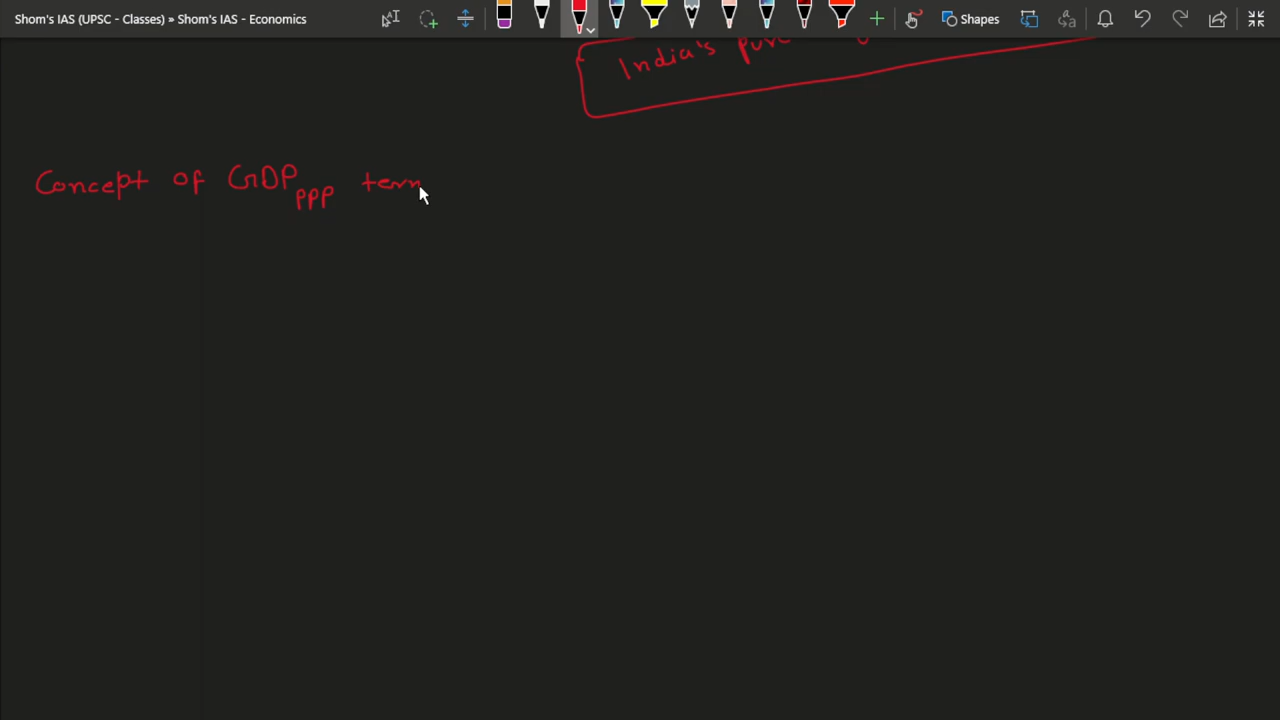 Shom's IAS (UPSC - Classes) » Shom's IAS - Economics
Shapes
India's
Concept of GDP PPP term